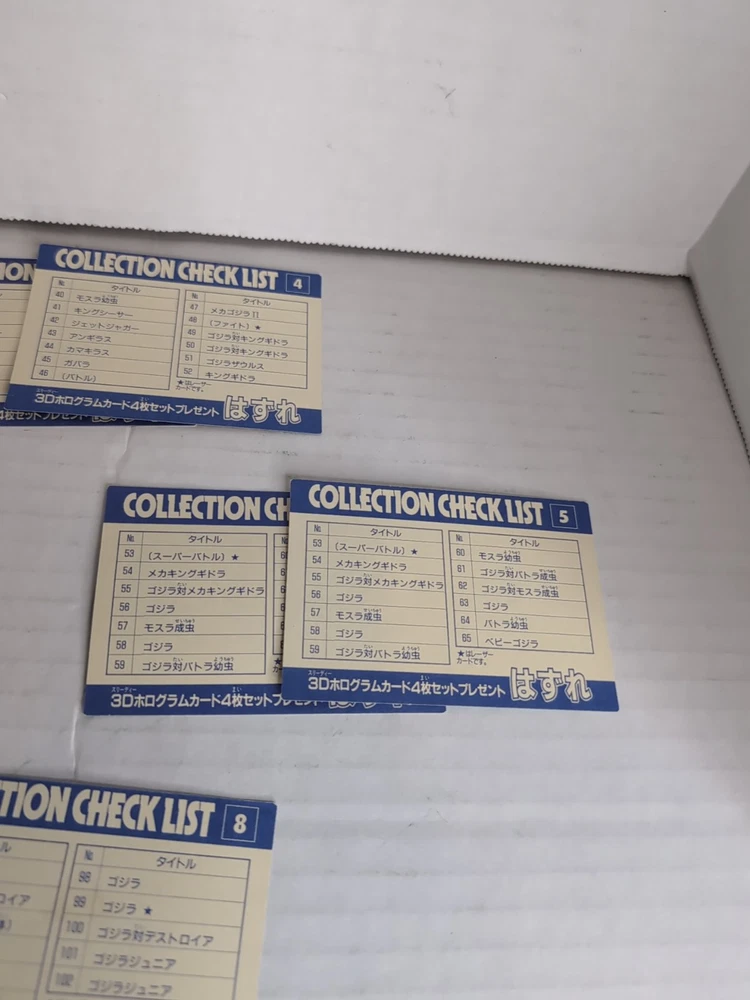 ION
COLLECTION CHECK LIST 4
No. タイトル
40 モスラ幼虫
41 キングシーサー
42 ジェットジャガー
43 アンギラス
44 カマキラス
45 ガバラ
46 (バトル)
No. タイトル
47 メカゴジラⅡ
48 (ファイト) ★
49 ゴジラ対キングギドラ
50 ゴジラ対キングギドラ
51 ゴジラザウルス
52 キングギドラ
★はレーザー
カードです。
3Dホログラムカード4枚セットプレゼント はずれ
4枚セットプレゼント
COLLECTION CH
No. タイトル
53 (スーパーバトル) ★
54 メカキングギドラ
55 ゴジラ対メカキングギドラ
56 ゴジラ
57 モスラ成虫
58 ゴジラ
59 ゴジラ対バトラ幼虫
3Dホログラムカード4枚セットプレゼント
COLLECTION CHECK LIST 5
No. タイトル
53 (スーパーバトル) ★
54 メカキングギドラ
55 ゴジラ対メカキングギドラ
56 ゴジラ
57 モスラ成虫
58 ゴジラ
59 ゴジラ対バトラ幼虫
No. タイトル
60 モスラ幼虫
61 ゴジラ対バトラ成虫
62 ゴジラ対モスラ成虫
63 ゴジラ
64 バトラ幼虫
65 ベビーゴジラ
★はレーザー
カードです。
3Dホログラムカード4枚セットプレゼント はずれ
TION CHECK LIST 8
ル
ロイア
No. タイトル
98 ゴジラ
99 ゴジラ ★
100 ゴジラ対デストロイア
101 ゴジラジュニア
102 ゴジラジュニア